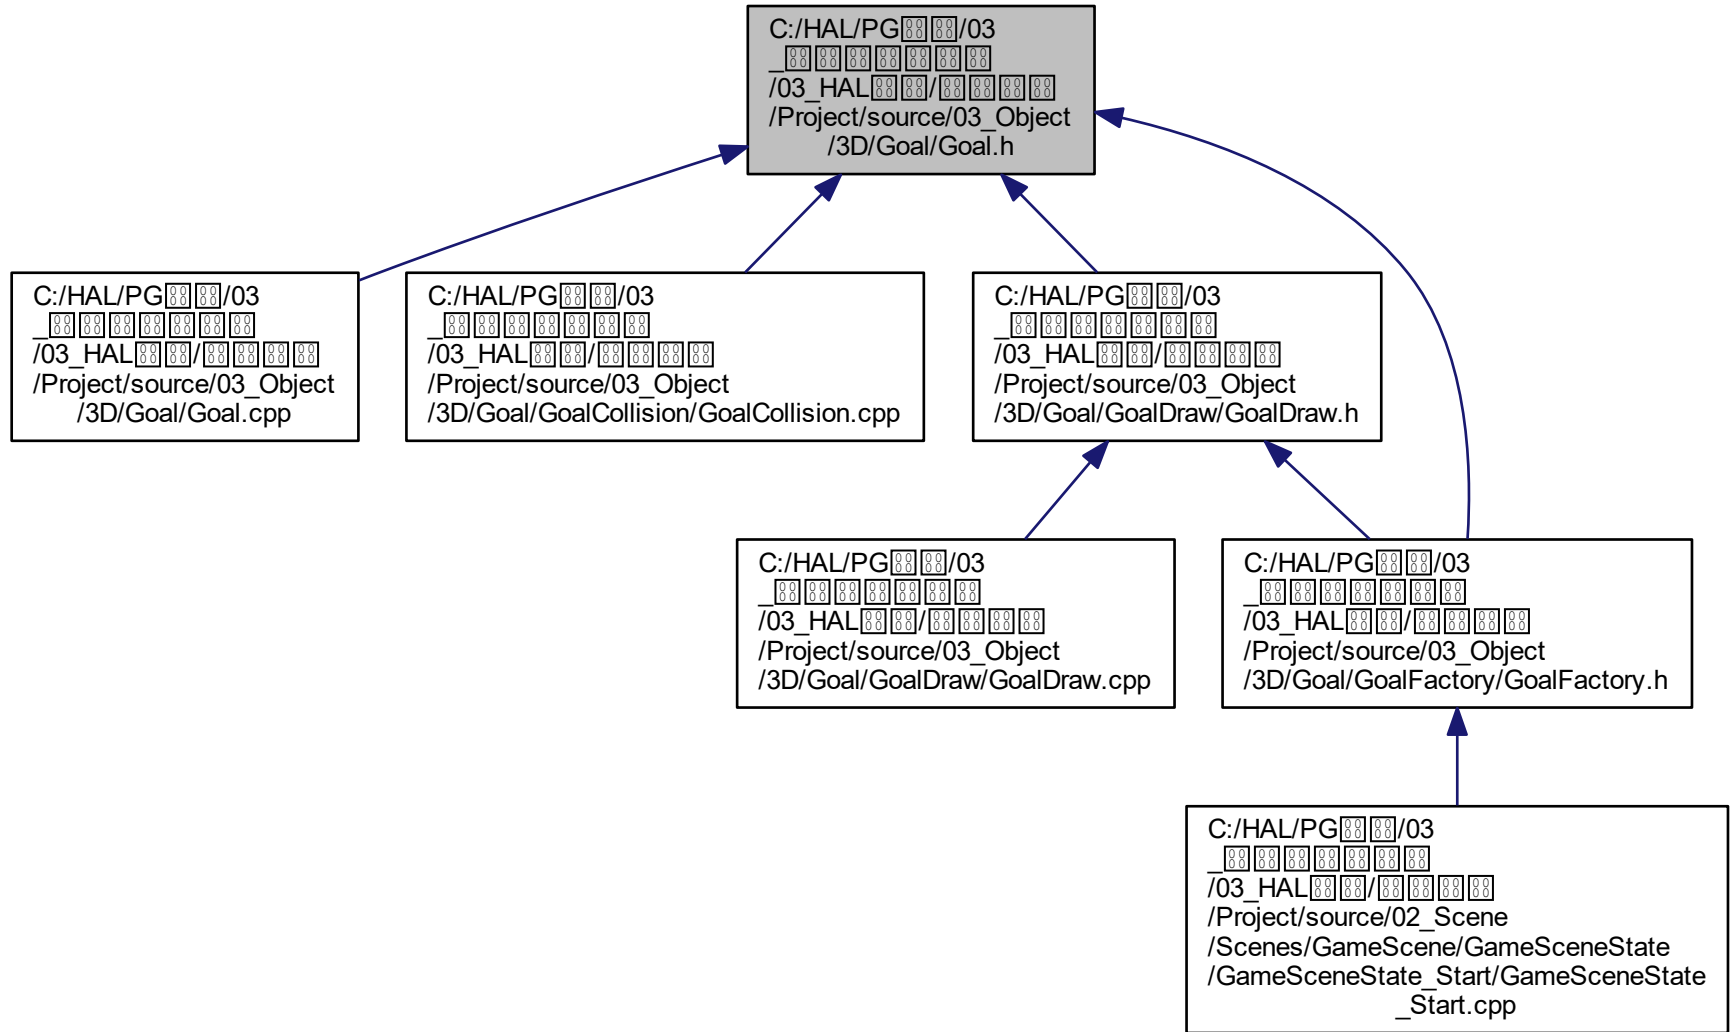 C:/HAL/PG/03
_
/03_HAL/
/Project/source/03_Object
/3D/Goal/Goal.h
C:/HAL/PG/03
_
/03_HAL/
/Project/source/03_Object
/3D/Goal/Goal.cpp
C:/HAL/PG/03
_
/03_HAL/
/Project/source/03_Object
/3D/Goal/GoalCollision/GoalCollision.cpp
C:/HAL/PG/03
_
/03_HAL/
/Project/source/03_Object
/3D/Goal/GoalDraw/GoalDraw.h
C:/HAL/PG/03
_
/03_HAL/
/Project/source/03_Object
/3D/Goal/GoalDraw/GoalDraw.cpp
C:/HAL/PG/03
_
/03_HAL/
/Project/source/03_Object
/3D/Goal/GoalFactory/GoalFactory.h
C:/HAL/PG/03
_
/03_HAL/
/Project/source/02_Scene
/Scenes/GameScene/GameSceneState
/GameSceneState_Start/GameSceneState
_Start.cpp